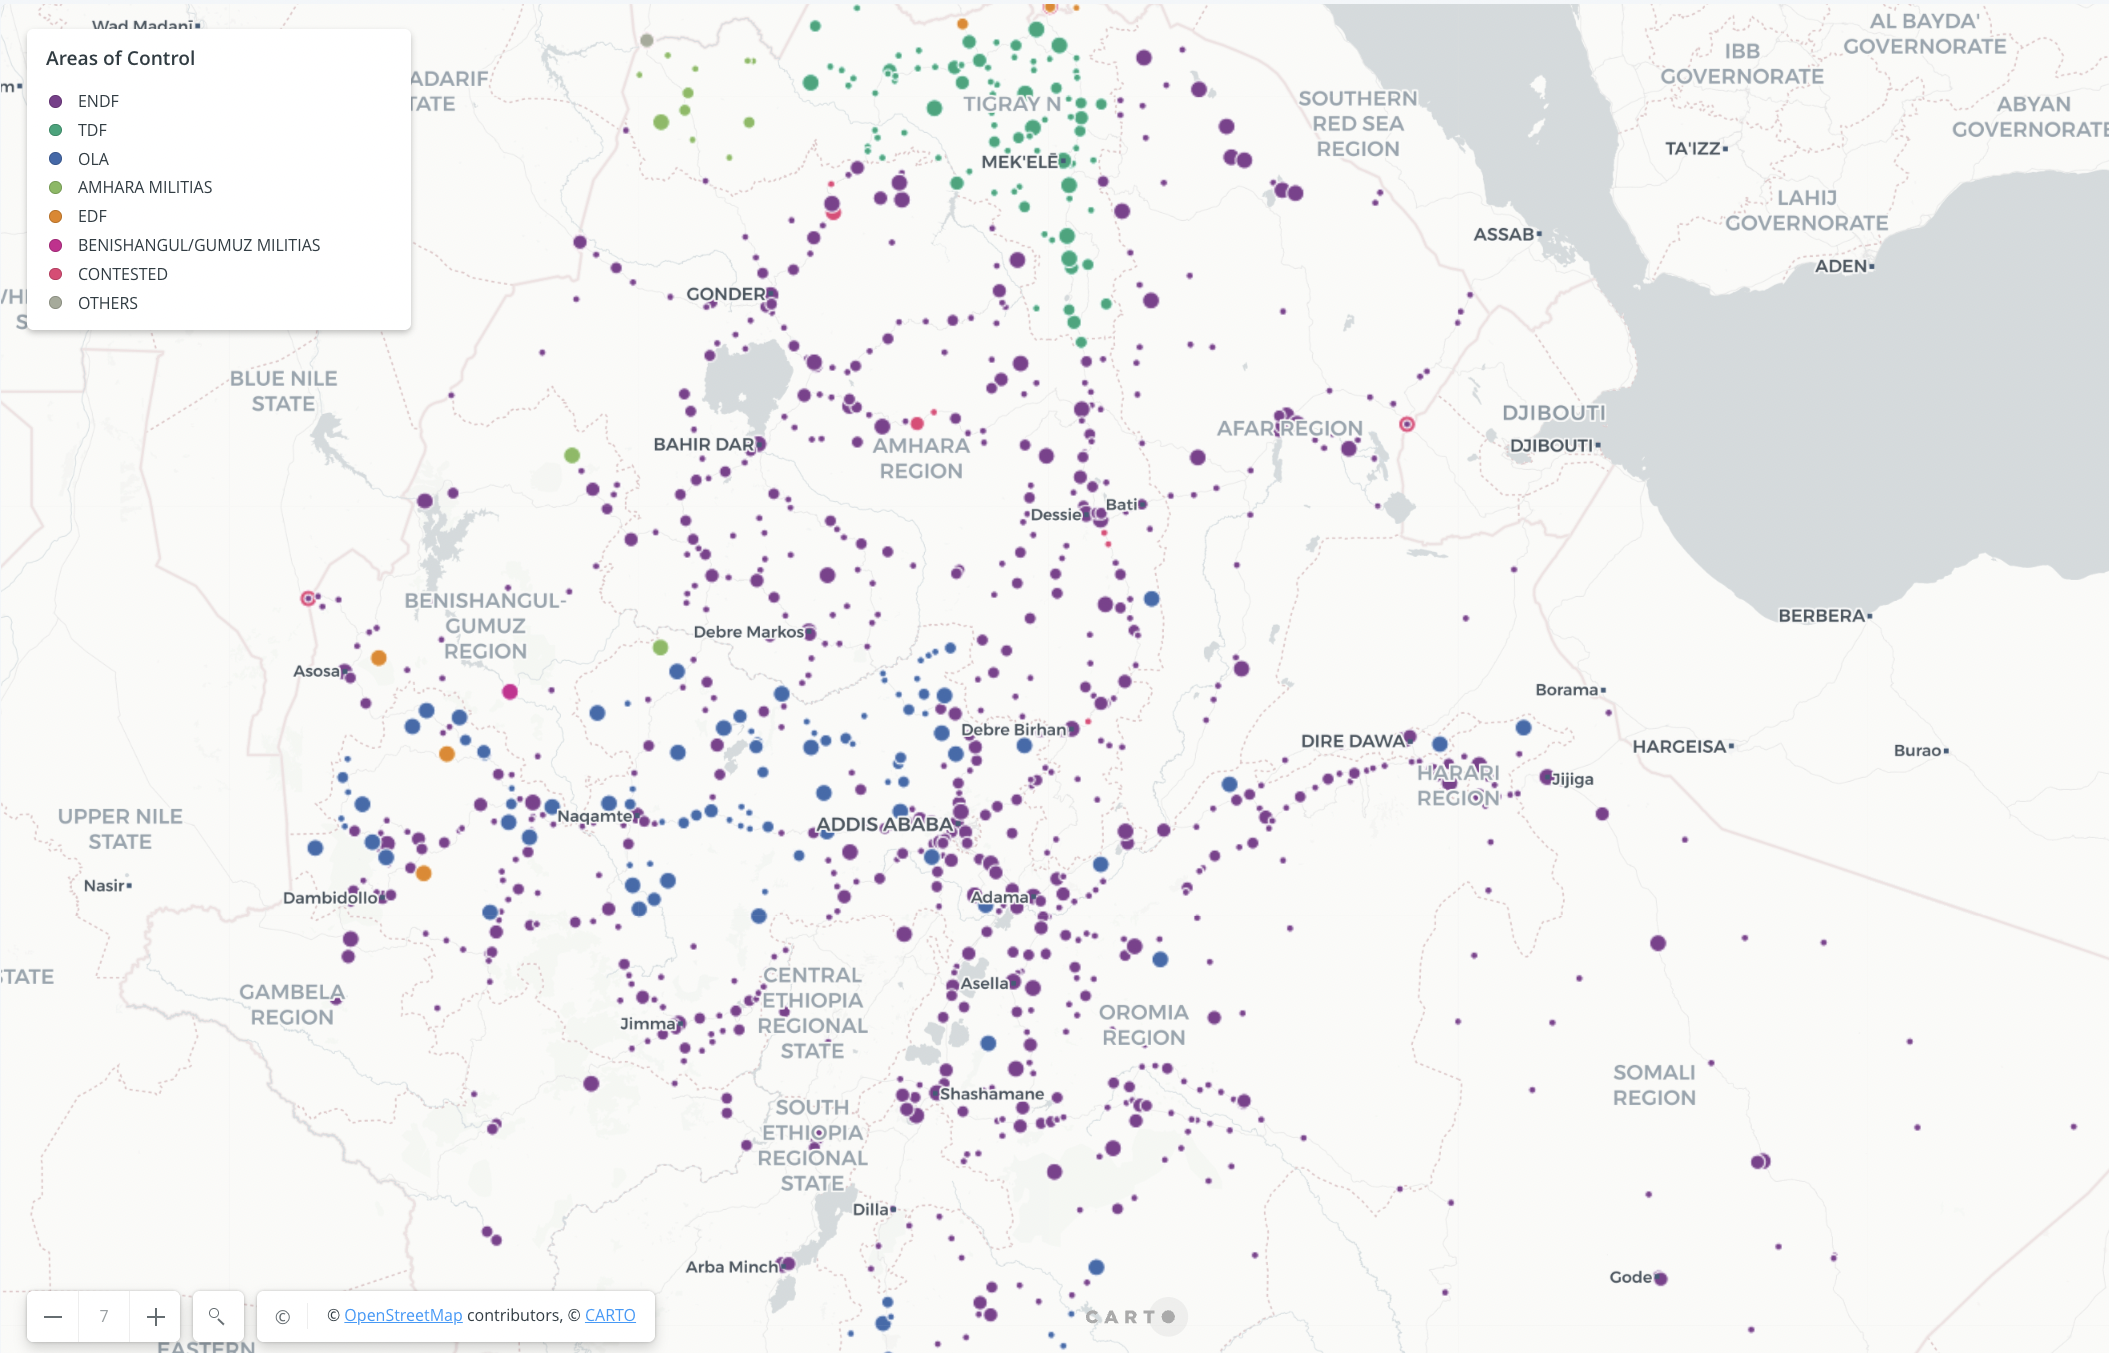 Wad Madanī
Areas of Control
ENDF
TDF
OLA
AMHARA MILITIAS
EDF
BENISHANGUL/GUMUZ MILITIAS
CONTESTED
OTHERS
ADARIF
TATE
TIGRAY N
MEK'ELĒ
SOUTHERN
RED SEA
REGION
IBB
GOVERNORATE
AL BAYDA'
GOVERNORATE
ABYAN
GOVERNORATE
TA'IZZ
LAHIJ
GOVERNORATE
ASSAB
ADEN
GONDER
BLUE NILE
STATE
BAHIR DAR
AMHARA
REGION
AFAR REGION
DJIBOUTI
DJIBOUTI
Dessie
Bati
BENISHANGUL-
GUMUZ
REGION
Debre Markos
BERBERA
Asosa
Borama
Debre Birhan
DIRE DAWA
HARGEISA
Burao
HARARI
REGION
Jijiga
UPPER NILE
STATE
Naqamte
ADDIS ABABA
Nasir
Dambidollo
Adama
STATE
GAMBELA
REGION
CENTRAL
ETHIOPIA
REGIONAL
STATE
Asella
Jimma
OROMIA
REGION
SOMALI
REGION
Shashamane
SOUTH
ETHIOPIA
REGIONAL
STATE
Dilla
Arba Minch
Gode
7
©
© OpenStreetMap contributors, © CARTO
CARTO
EASTERN